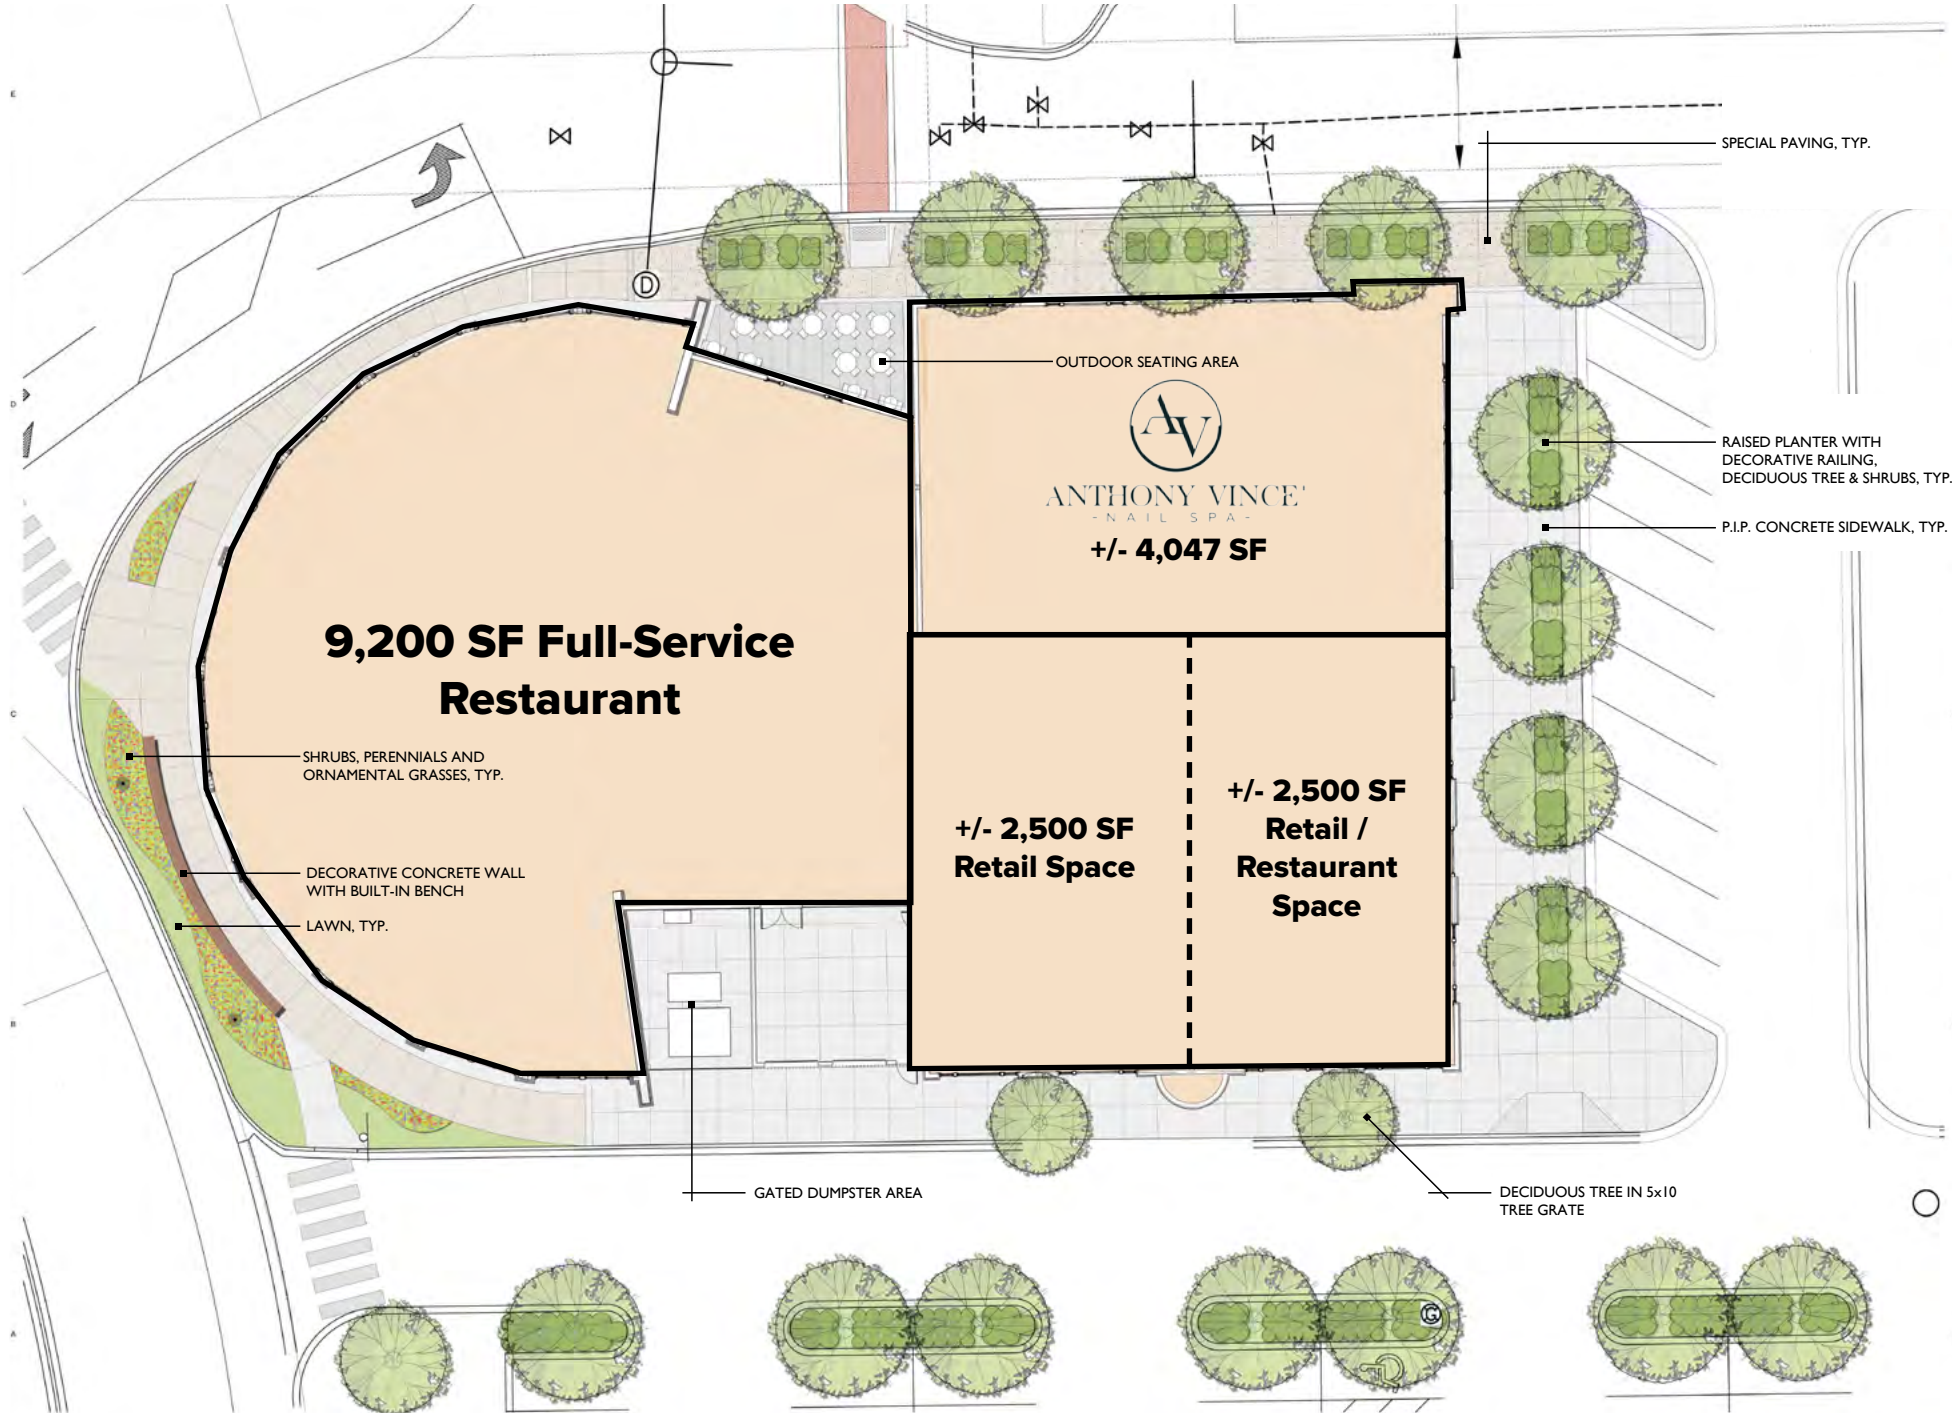 E
SPECIAL PAVING, TYP.
D
OUTDOOR SEATING AREA
D
AV
RAISED PLANTER WITH
DECORATIVE RAILING,
DECIDUOUS TREE & SHRUBS, TYP.
ANTHONY VINCE'
-NAIL SPA-
+/- 4,047 SF
P.I.P. CONCRETE SIDEWALK, TYP.
9,200 SF Full-Service
Restaurant
C
SHRUBS, PERENNIALS AND
ORNAMENTAL GRASSES, TYP.
+/- 2,500 SF
Retail Space
+/- 2,500 SF
Retail /
Restaurant
Space
DECORATIVE CONCRETE WALL
WITH BUILT-IN BENCH
LAWN, TYP.
B
GATED DUMPSTER AREA
DECIDUOUS TREE IN 5x10
TREE GRATE
G
A